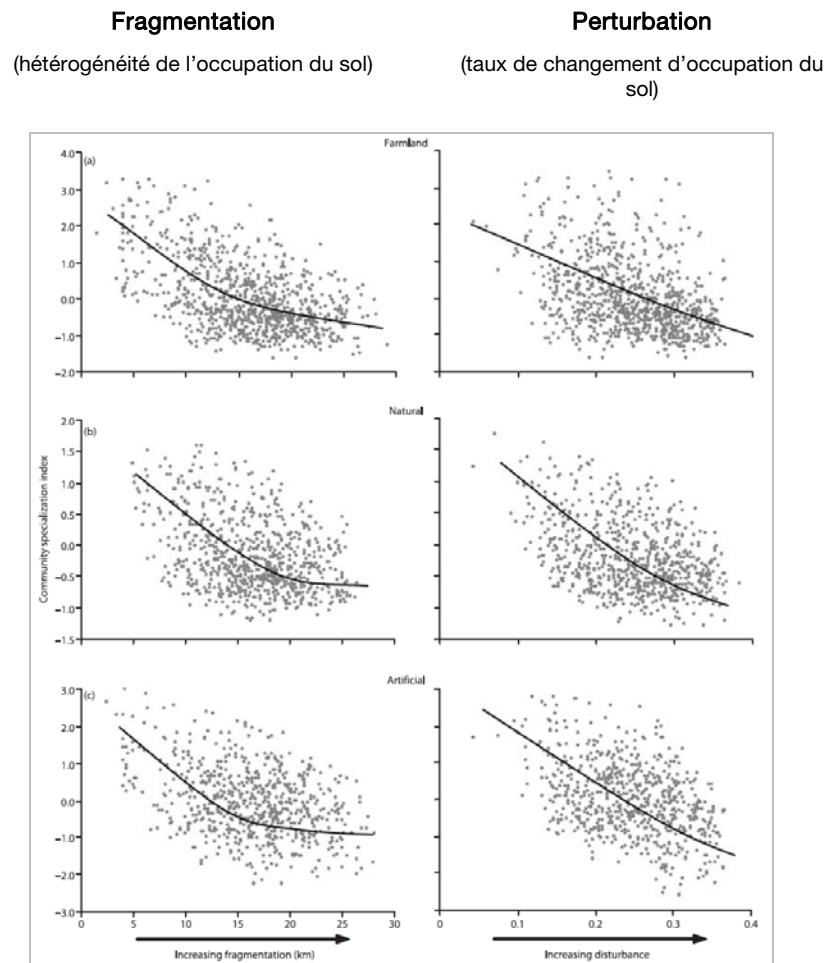 Fragmentation
(hétérogénéité de l'occupation du sol)
Perturbation
(taux de changement d'occupation du
sol)
Farmland
(a)
4.0
3.0
2.0
1.0
0.0
−1.0
−2.0
Natural
(b)
2.0
1.5
1.0
0.5
0.0
−0.5
−1.0
−1.5
Community specialization index
Artificial
(c)
3.0
2.0
1.0
0.0
−1.0
−2.0
−3.0
0 5 10 15 20 25 30
Increasing fragmentation (km)
0 0.1 0.2 0.3 0.4
Increasing disturbance